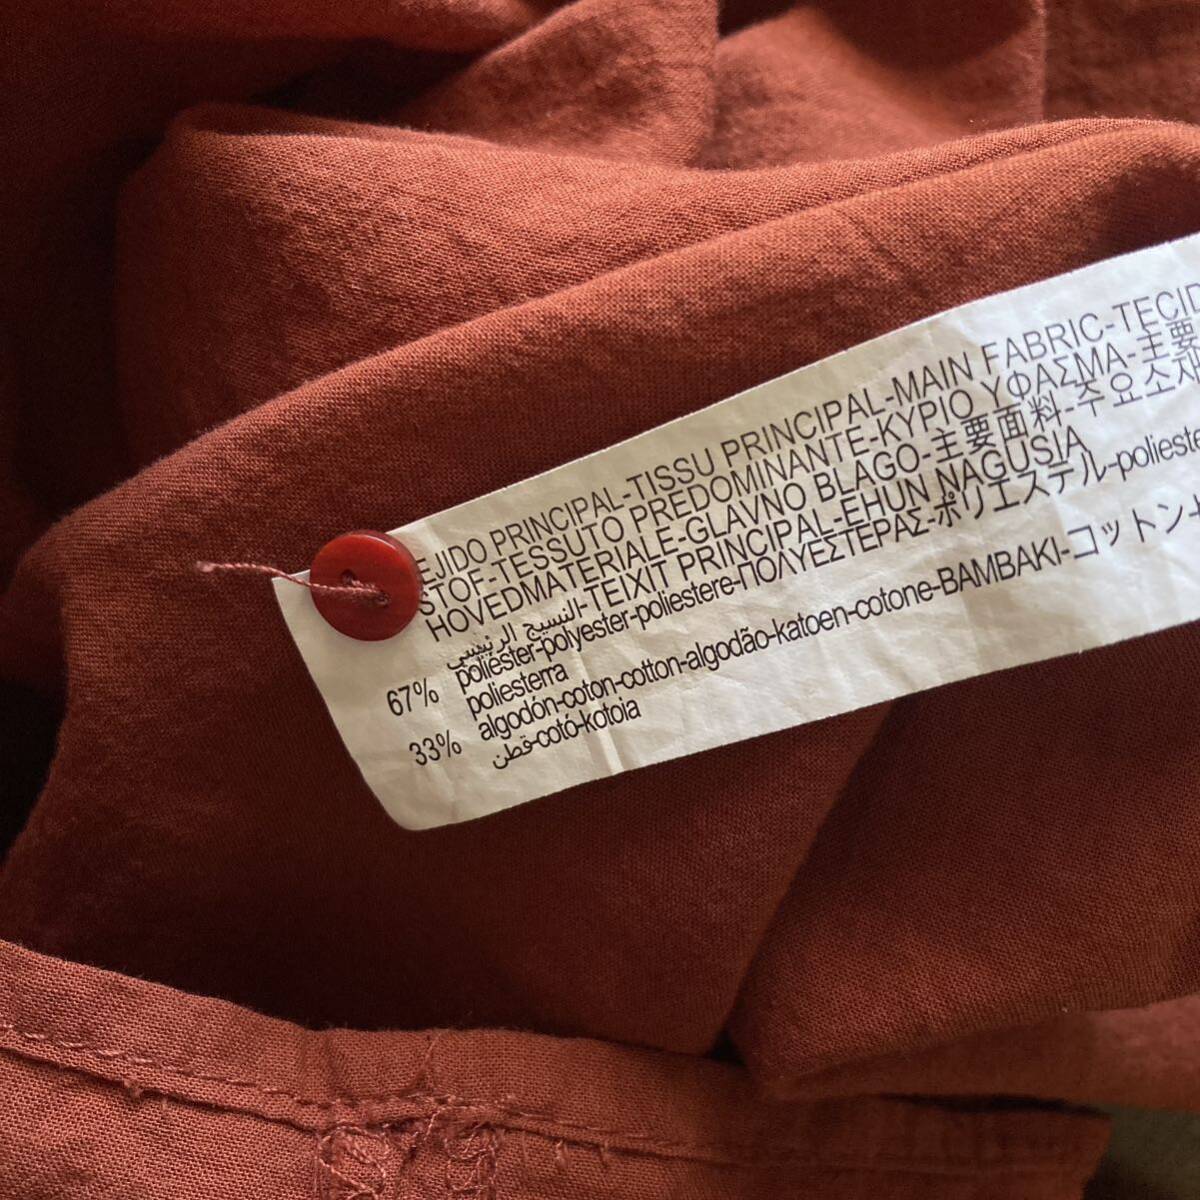 EJIDO PRINCIPAL-TISSU PRINCIPAL-MAIN FABRIC-TECID
STOF-TESSUTO PREDOMINANTE-ΚΥΡΙΟ ΥΦΑΣΜΑ-主要
HOVEDMATERIALE-GLAVNO BLAGO-主要面料-주요소재
النسيج الرئيسي-TEIXIT PRINCIPAL-EHUN NAGUSIA
67% poliéster-polyester-poliestere-ΠΟΛΥΕΣΤΕΡΑΣ-ポリエステル-polieste
poliesterra
33% algodón-coton-cotton-algodão-katoen-cotone-BAMBAKI-コットン-
قطن-cotó-kotoia